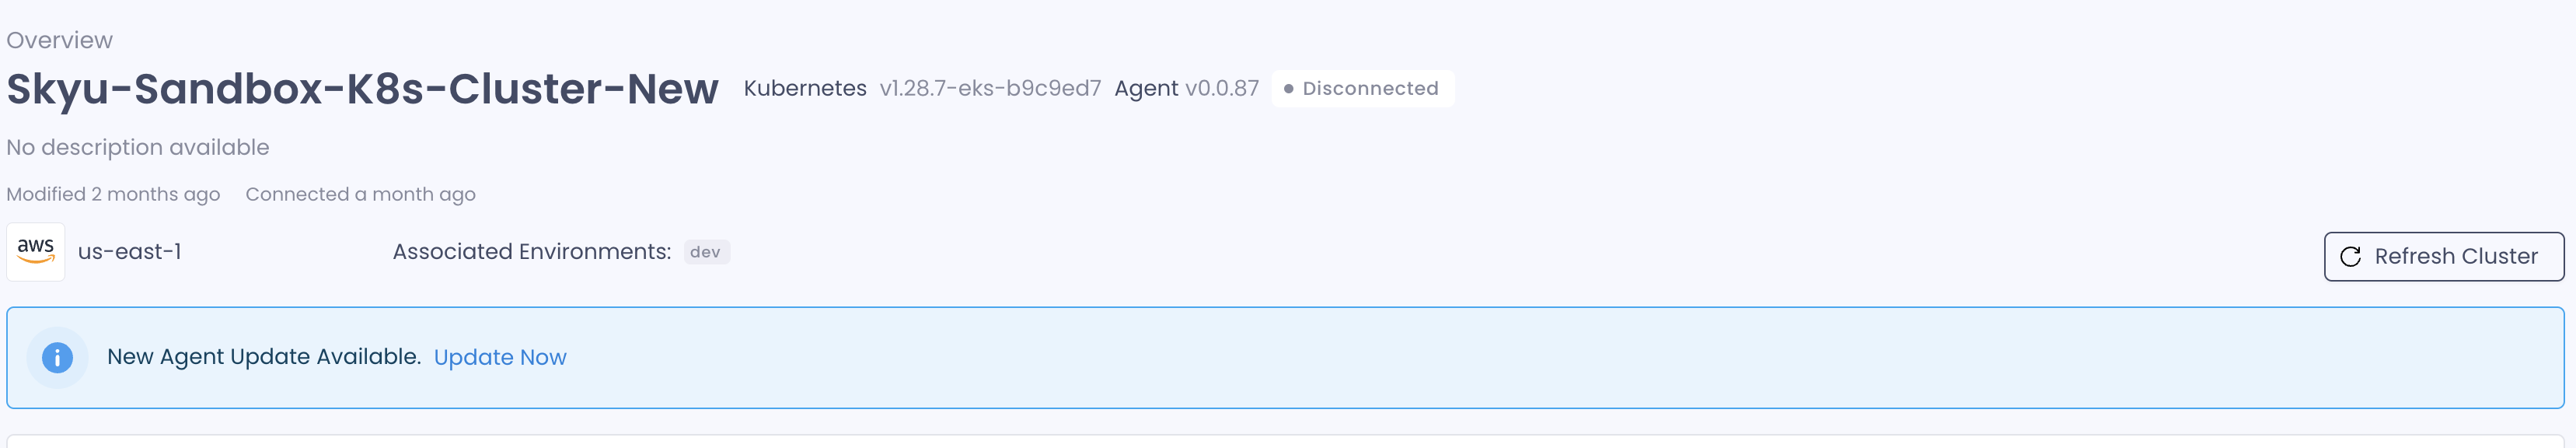 Overview
Skyu-Sandbox-K8s-Cluster-New Kubernetes v1.28.7-eks-b9c9ed7 Agent v0.0.87 Disconnected
No description available
Modified 2 months ago Connected a month ago
aws us-east-1 Associated Environments: dev Refresh Cluster
New Agent Update Available. Update Now